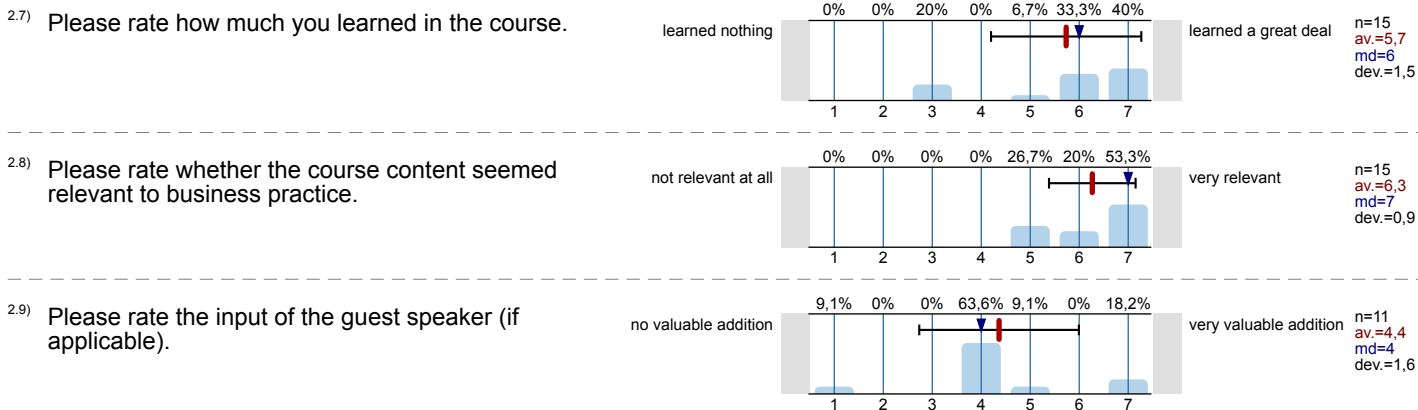 2.7) Please rate how much you learned in the course.
learned nothing
0% 0% 20% 0% 6,7% 33,3% 40%
1 2 3 4 5 6 7
learned a great deal
n=15
av.=5,7
md=6
dev.=1,5
2.8) Please rate whether the course content seemed
relevant to business practice.
not relevant at all
0% 0% 0% 0% 26,7% 20% 53,3%
1 2 3 4 5 6 7
very relevant
n=15
av.=6,3
md=7
dev.=0,9
2.9) Please rate the input of the guest speaker (if
applicable).
no valuable addition
9,1% 0% 0% 63,6% 9,1% 0% 18,2%
1 2 3 4 5 6 7
very valuable addition
n=11
av.=4,4
md=4
dev.=1,6